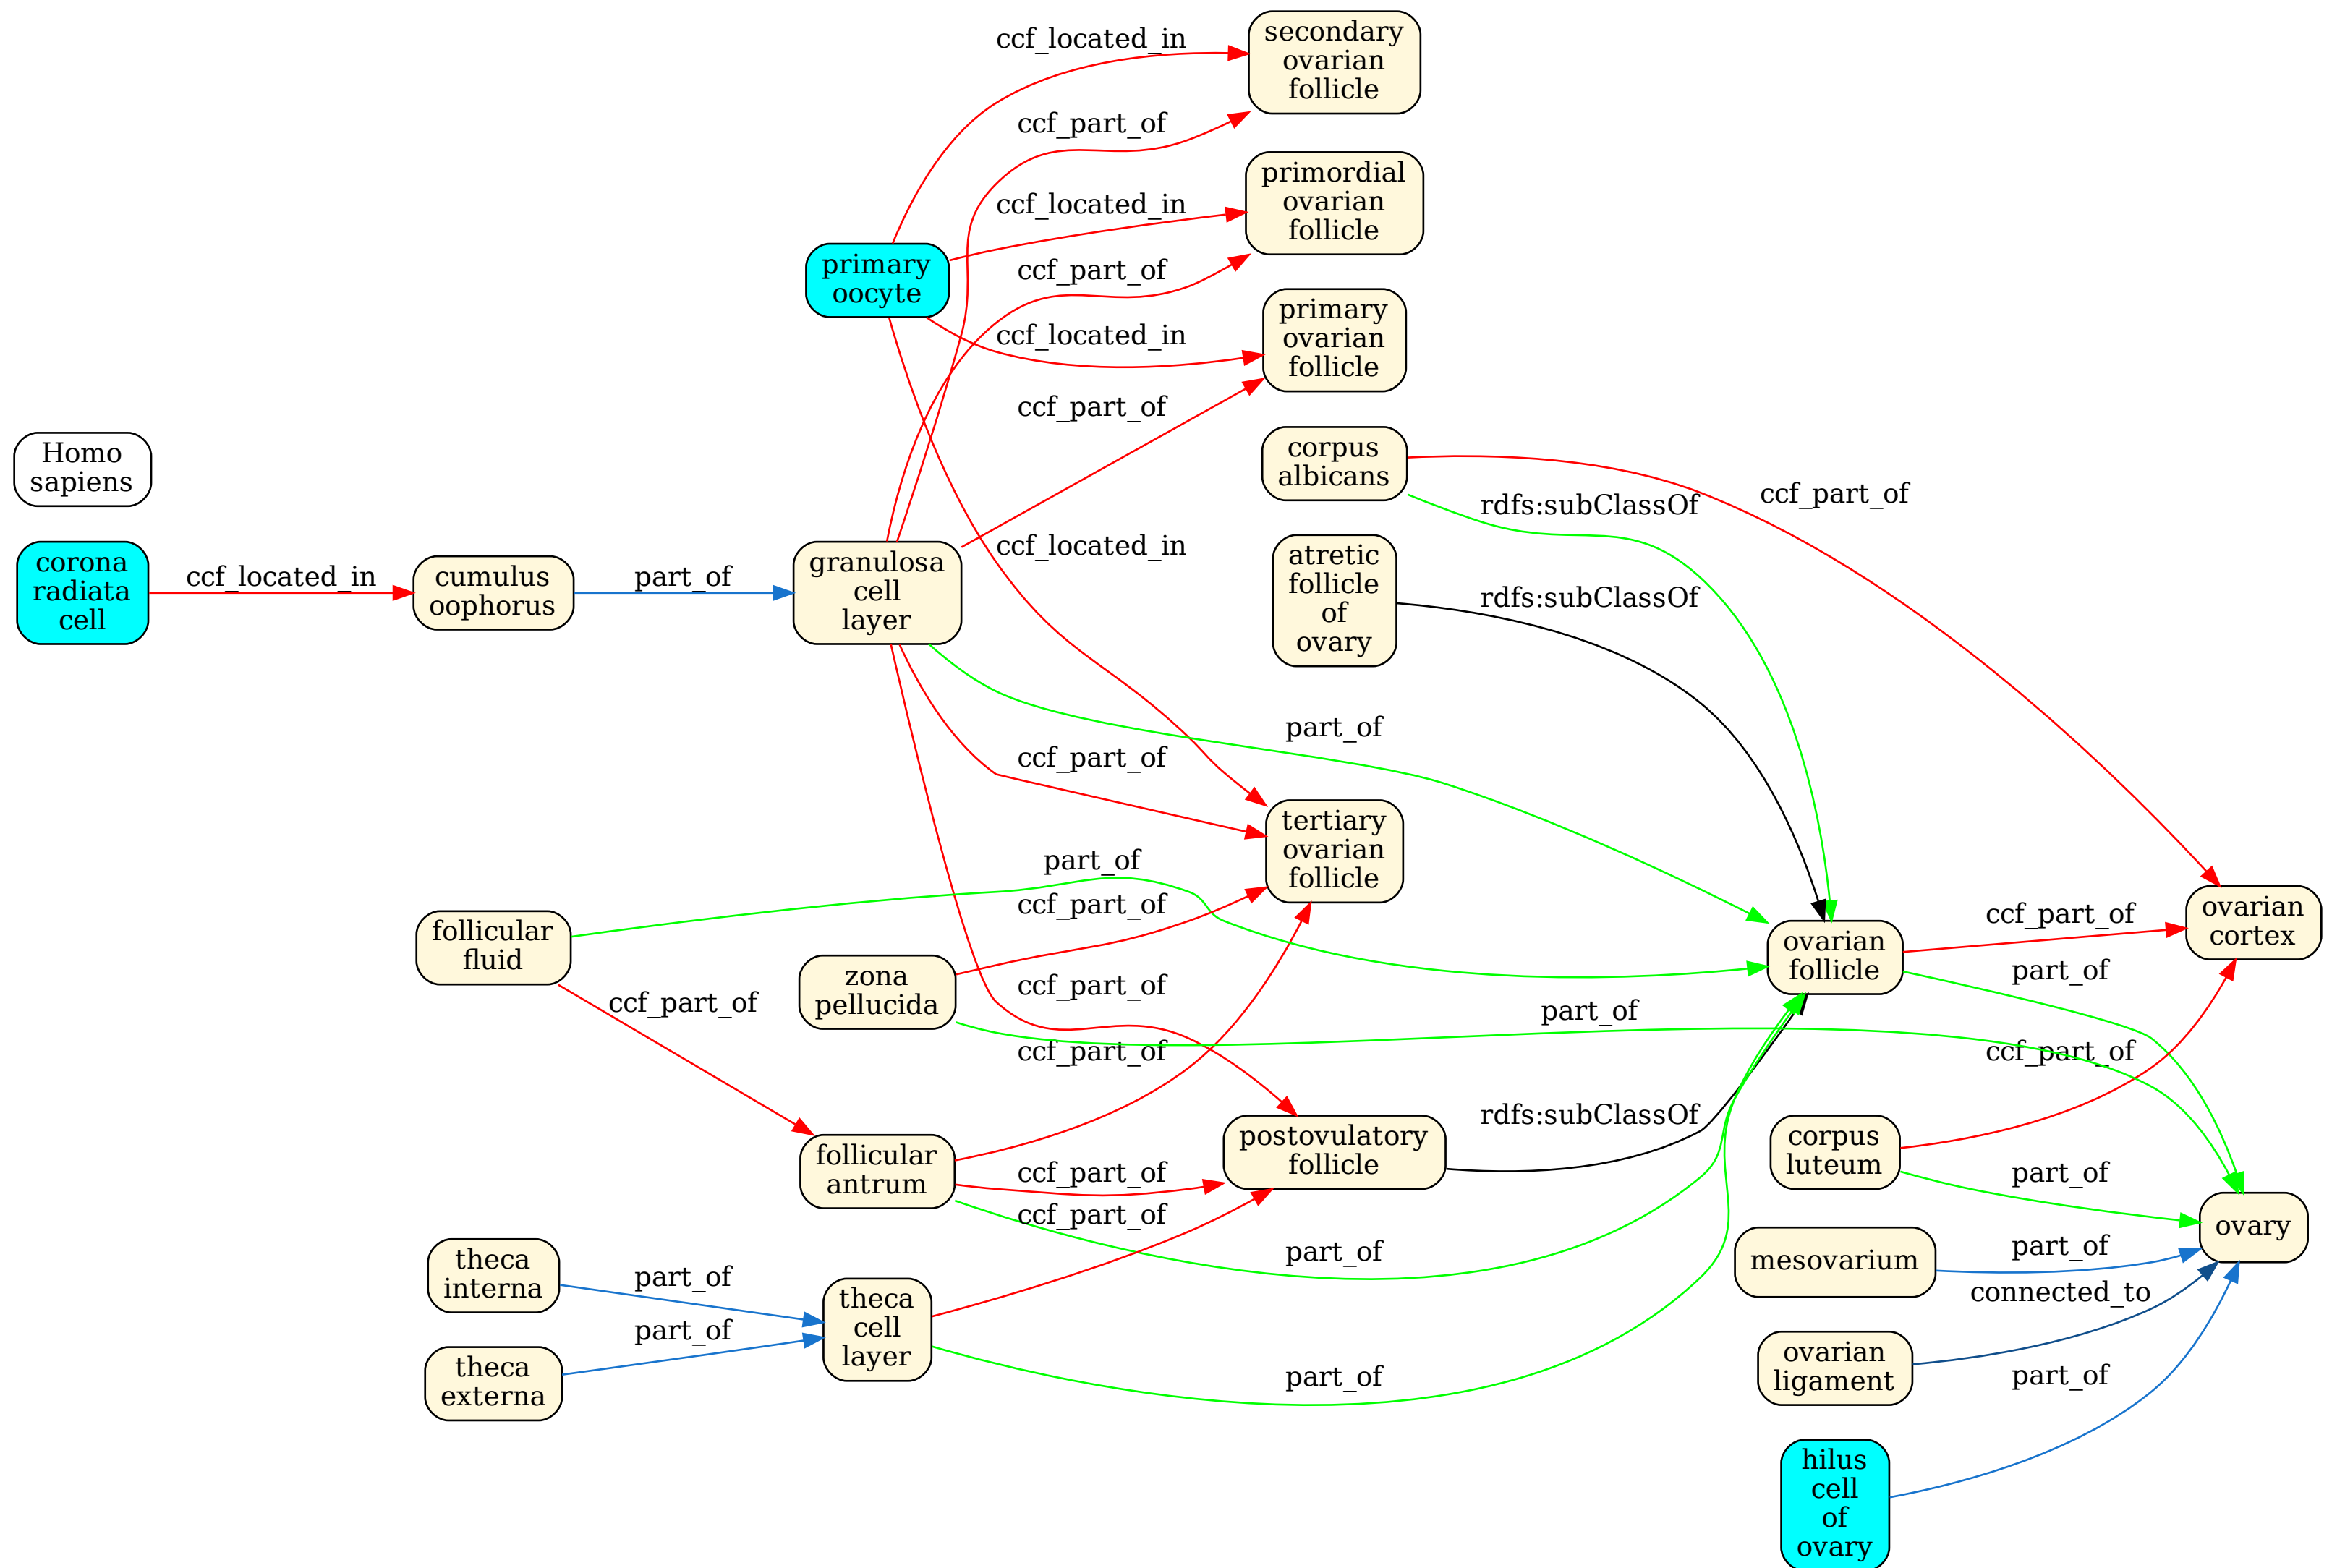 secondary
ovarian
follicle
ccf_located_in
ccf_part_of
primordial
ovarian
follicle
ccf_located_in
primary
oocyte
ccf_part_of
primary
ovarian
follicle
ccf_located_in
ccf_part_of
Homo
sapiens
corpus
albicans
rdfs:subClassOf
ccf_part_of
corona
radiata
cell
ccf_located_in
cumulus
oophorus
part_of
granulosa
cell
layer
ccf_located_in
atretic
follicle
of
ovary
rdfs:subClassOf
part_of
ccf_part_of
tertiary
ovarian
follicle
part_of
ccf_part_of
follicular
fluid
ccf_part_of
zona
pellucida
ccf_part_of
ccf_part_of
part_of
ovarian
follicle
ccf_part_of
part_of
ovarian
cortex
ccf_part_of
follicular
antrum
ccf_part_of
ccf_part_of
part_of
postovulatory
follicle
rdfs:subClassOf
corpus
luteum
part_of
ovary
mesovarium
part_of
connected_to
theca
interna
part_of
theca
externa
part_of
theca
cell
layer
part_of
ovarian
ligament
part_of
hilus
cell
of
ovary